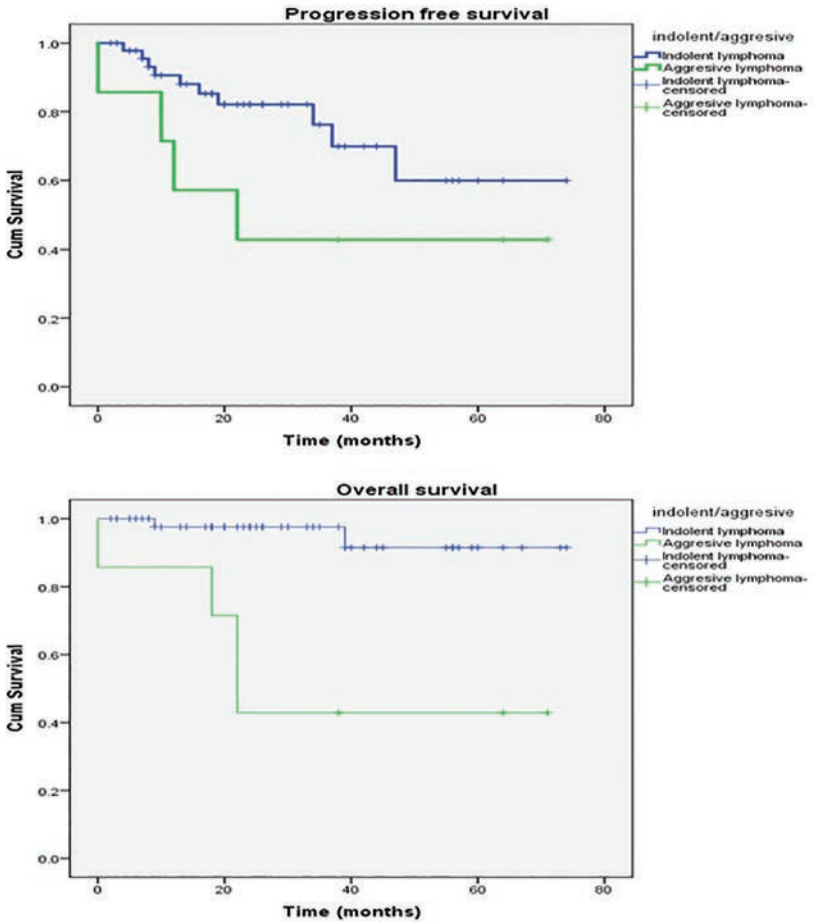 Progression free survival
indolent/aggresive
Indolent lymphoma
Aggresive lymphoma
Indolent lymphoma-
censored
Aggresive lymphoma-
censored
1.0
0.8
0.6
0.4
0.2
0.0
Cum Survival
0 20 40 60 80
Time (months)
Overall survival
indolent/aggresive
Indolent lymphoma
Aggresive lymphoma
Indolent lymphoma-
censored
Aggresive lymphoma-
censored
1.0
0.8
0.6
0.4
0.2
0.0
Cum Survival
0 20 40 60 80
Time (months)